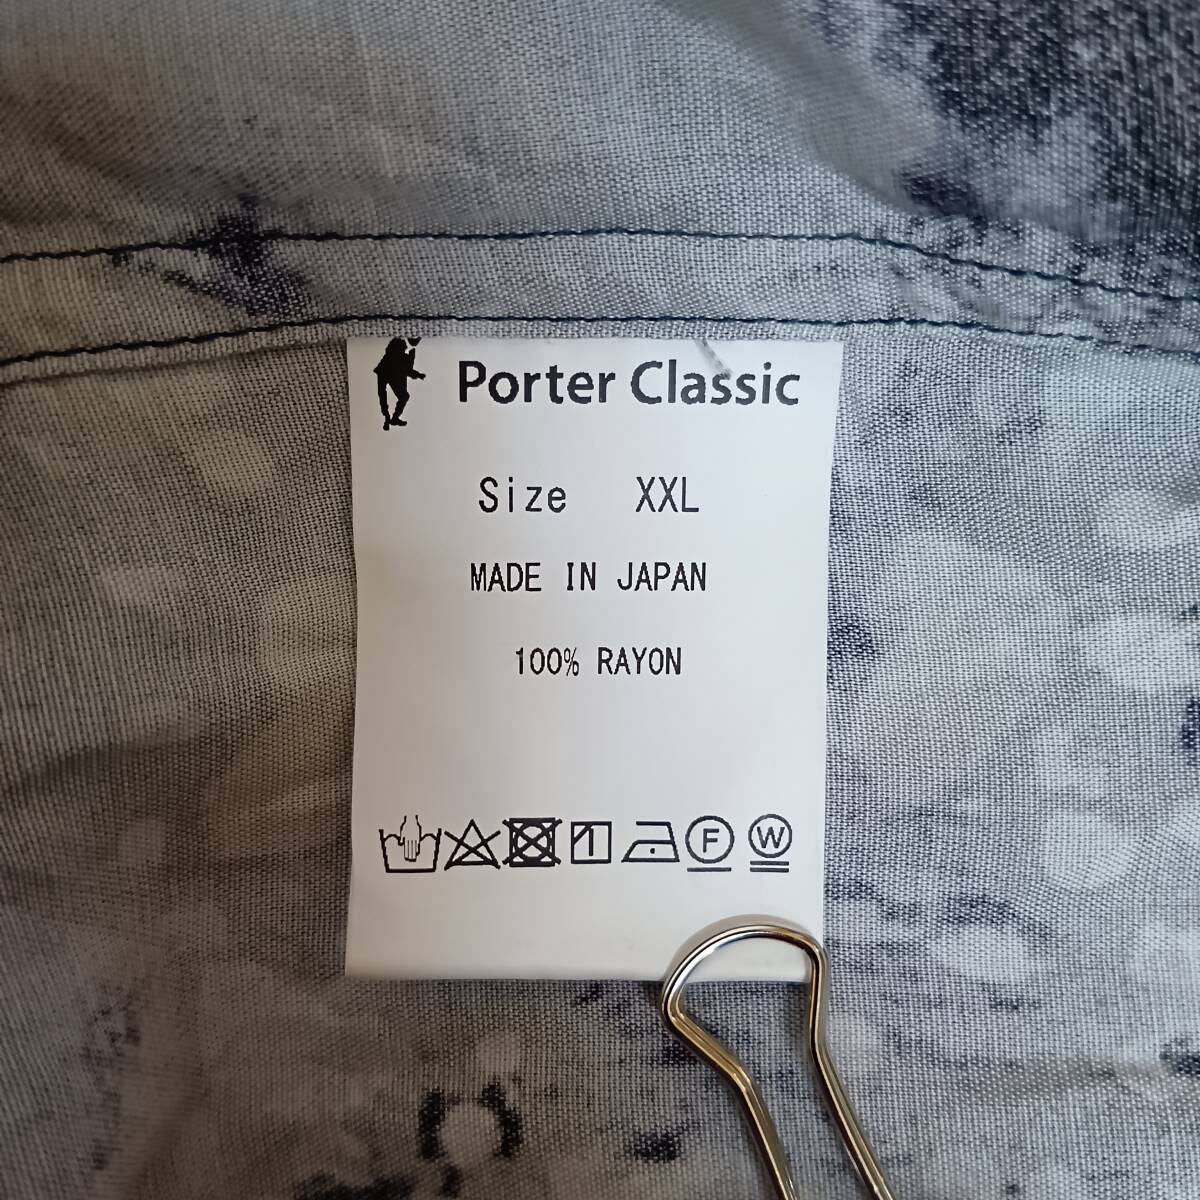 Porter Classic
Size XXL
MADE IN JAPAN
100% RAYON
F W